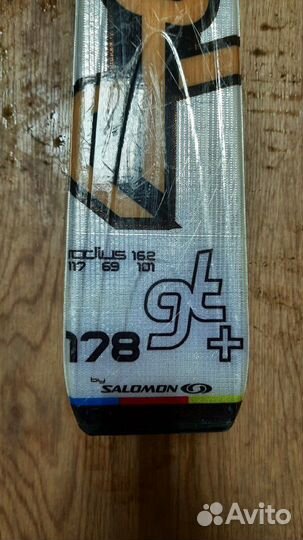 radius 162
117 69 101
gt
178 +
by SALOMON
Avito